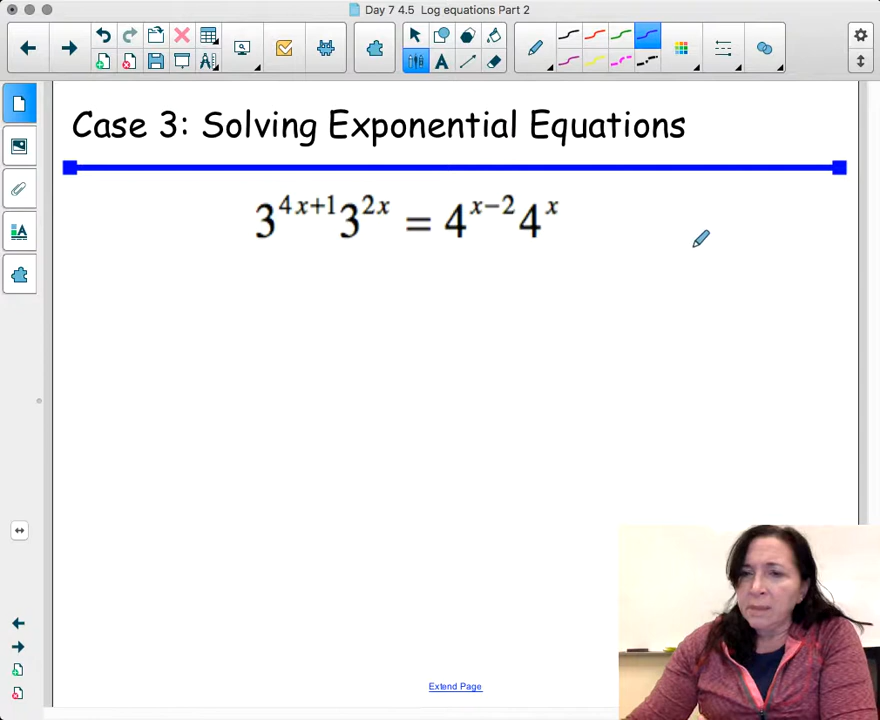 Day 7 4.5 Log equations Part 2
A
A
Case 3: Solving Exponential Equations
3^{4x+1}3^{2x} = 4^{x-2}4^{x}
Extend Page